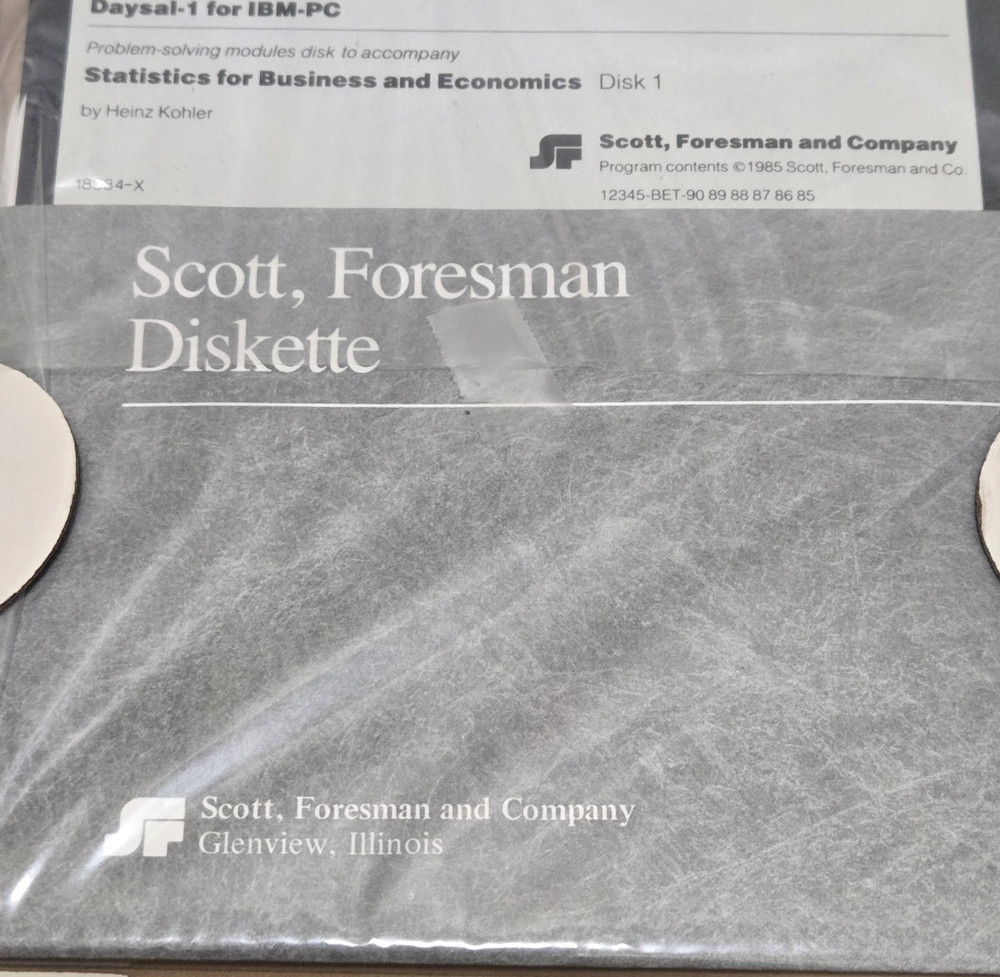 Daysal-1 for IBM-PC
Problem-solving modules disk to accompany
Statistics for Business and Economics Disk 1
by Heinz Kohler
SF Scott, Foresman and Company
Program contents ©1985 Scott, Foresman and Co.
12345-BET-90 89 88 87 86 85
Scott, Foresman
Diskette
SF Scott, Foresman and Company
Glenview, Illinois